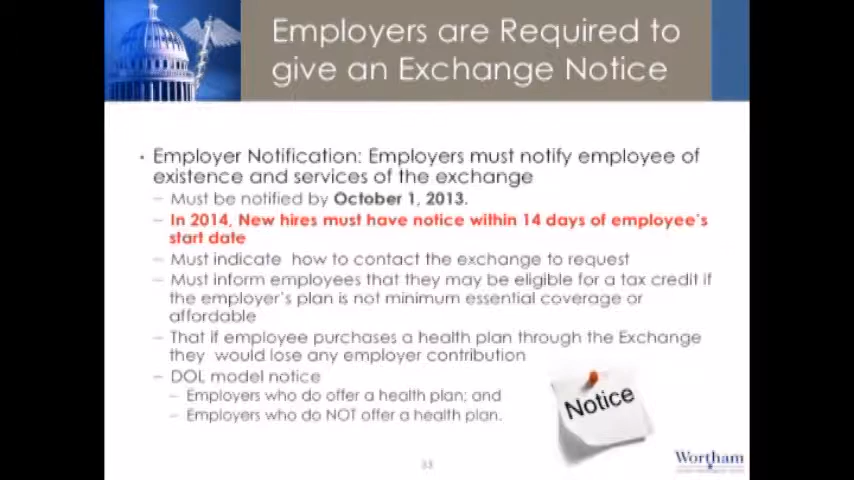 Employers are Required to
give an Exchange Notice
• Employer Notification: Employers must notify employee of
existence and services of the exchange
– Must be notified by October 1, 2013.
– In 2014, New hires must have notice within 14 days of employee's
start date
– Must indicate how to contact the exchange to request
– Must inform employees that they may be eligible for a tax credit if
the employer's plan is not minimum essential coverage or
affordable
– That if employee purchases a health plan through the Exchange
they would lose any employer contribution
– DOL model notice
– Employers who do offer a health plan; and
– Employers who do NOT offer a health plan.
Notice
33
Wortham